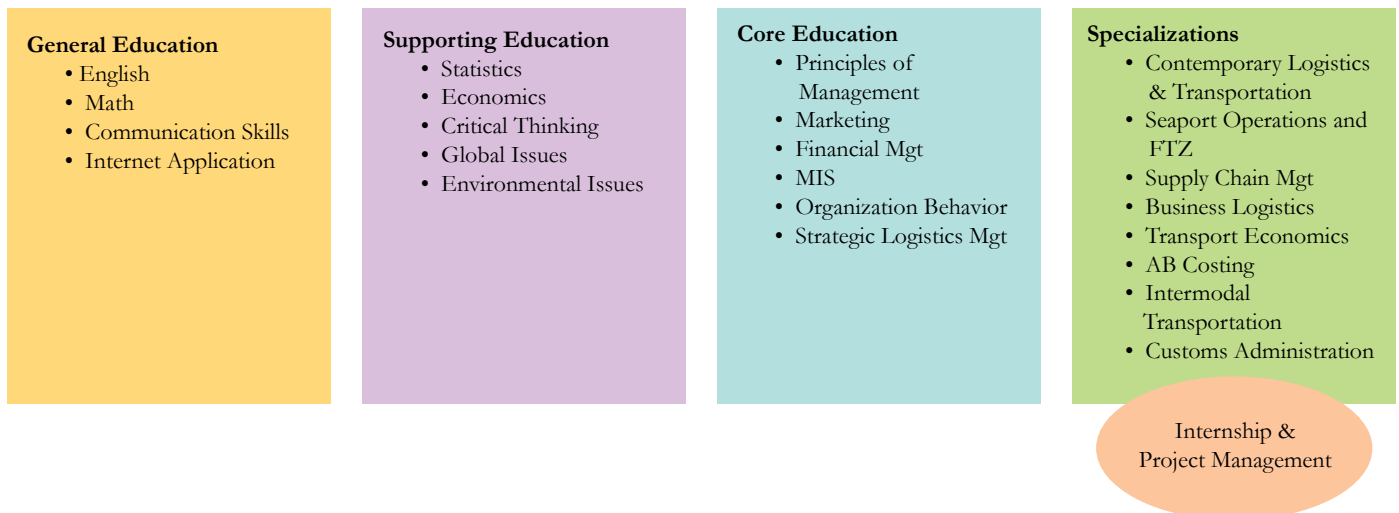 General Education
• English
• Math
• Communication Skills
• Internet Application
Supporting Education
• Statistics
• Economics
• Critical Thinking
• Global Issues
• Environmental Issues
Core Education
• Principles of
Management
• Marketing
• Financial Mgt
• MIS
• Organization Behavior
• Strategic Logistics Mgt
Specializations
• Contemporary Logistics
& Transportation
• Seaport Operations and
FTZ
• Supply Chain Mgt
• Business Logistics
• Transport Economics
• AB Costing
• Intermodal
Transportation
• Customs Administration
Internship &
Project Management